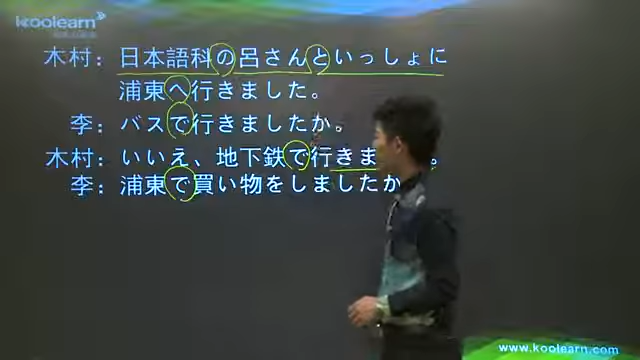 koolearn
木村：日本語科の呂さんといっしょに
浦東へ行きました。
李：バスで行きましたか。
木村：いいえ、地下鉄で行きま 。
李：浦東で買い物をしましたか
www.koolearn.com